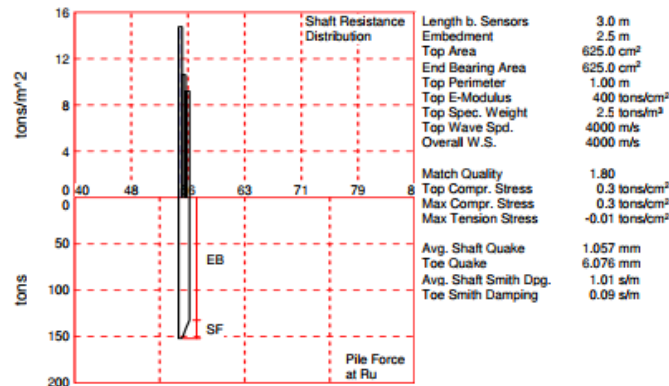 16
12
8
4
0
tons/m^2
Shaft Resistance
Distribution
40 48 56 63 71 79 8
0
50
100
150
200
tons
EB
SF
Pile Force
at Ru
Length b. Sensors 3.0 m
Embedment 2.5 m
Top Area 625.0 cm²
End Bearing Area 625.0 cm²
Top Perimeter 1.00 m
Top E-Modulus 400 tons/cm²
Top Spec. Weight 2.5 tons/m³
Top Wave Spd. 4000 m/s
Overall W.S. 4000 m/s
Match Quality 1.80
Top Compr. Stress 0.3 tons/cm²
Max Compr. Stress 0.3 tons/cm²
Max Tension Stress -0.01 tons/cm²
Avg. Shaft Quake 1.057 mm
Toe Quake 6.076 mm
Avg. Shaft Smith Dpg. 1.01 s/m
Toe Smith Damping 0.09 s/m